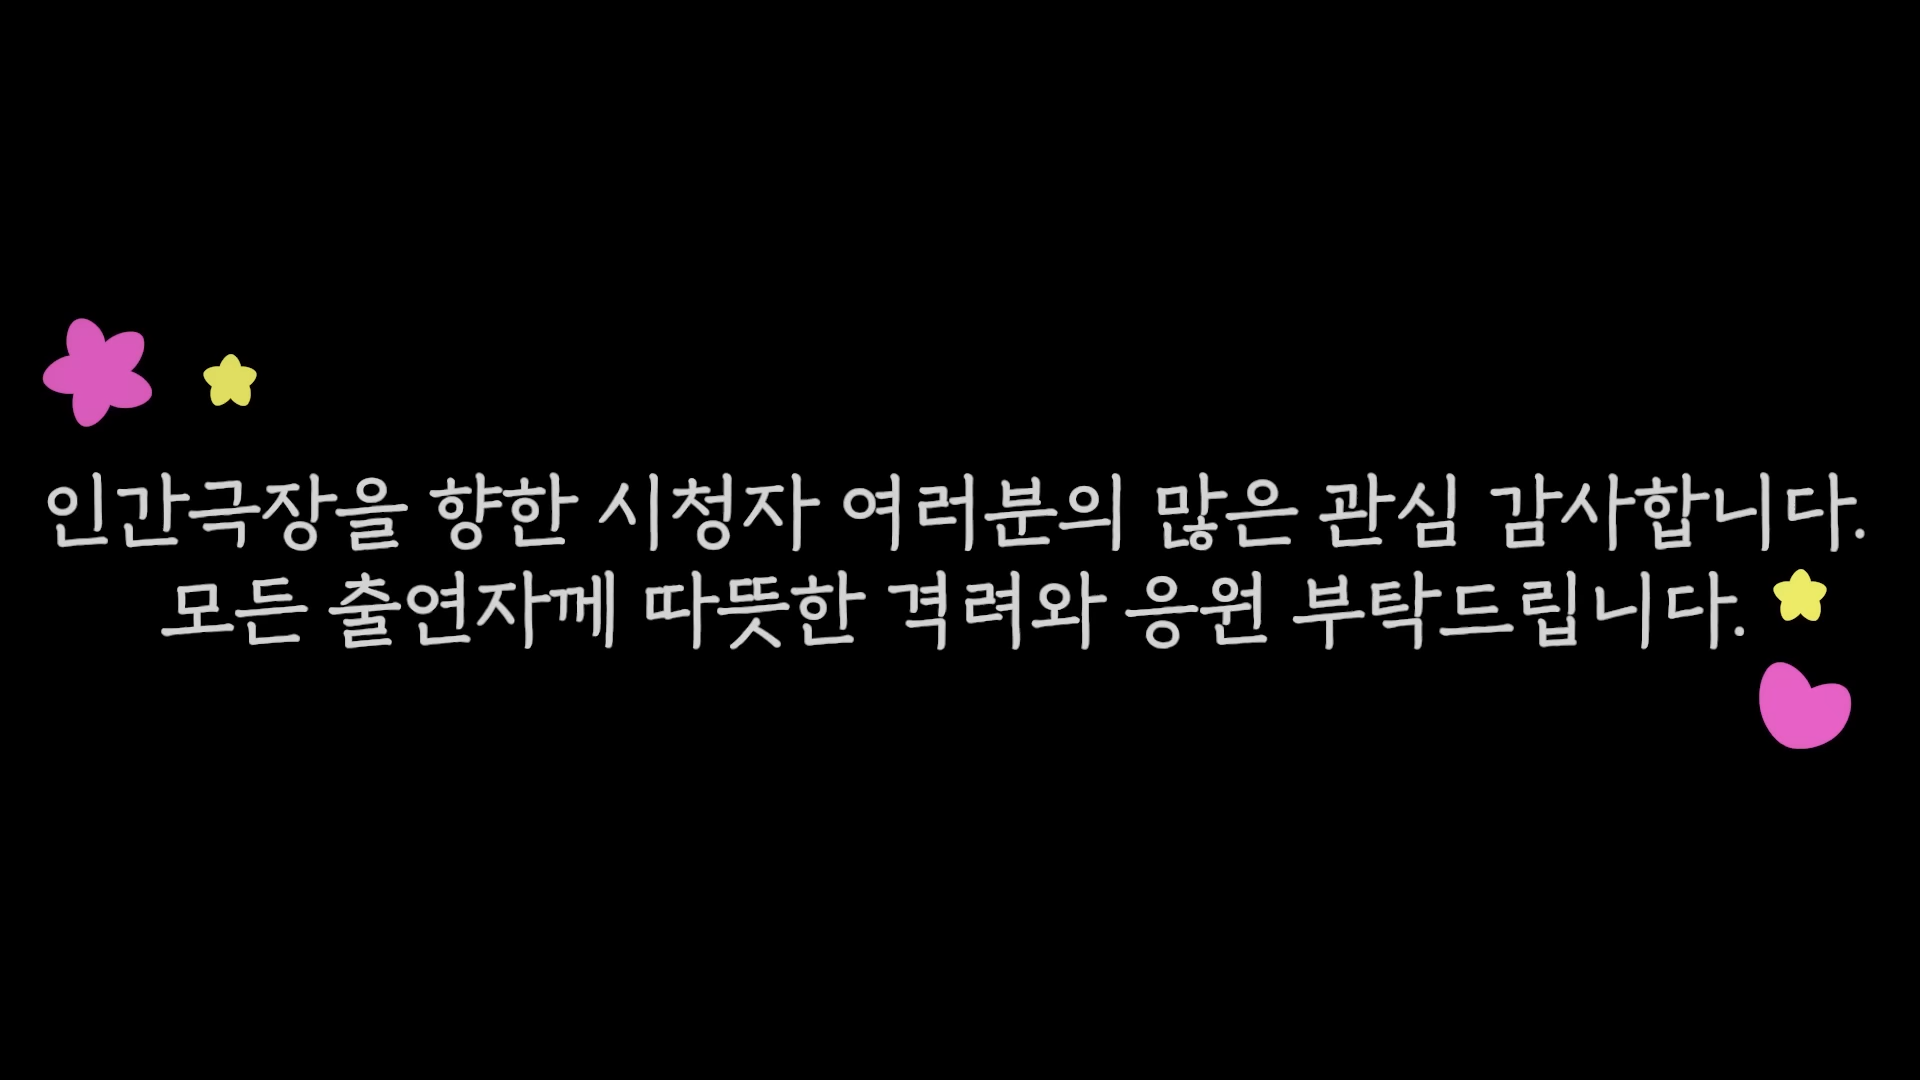 인간극장을 향한 시청자 여러분의 많은 관심 감사합니다.
모든 출연자께 따뜻한 격려와 응원 부탁드립니다.